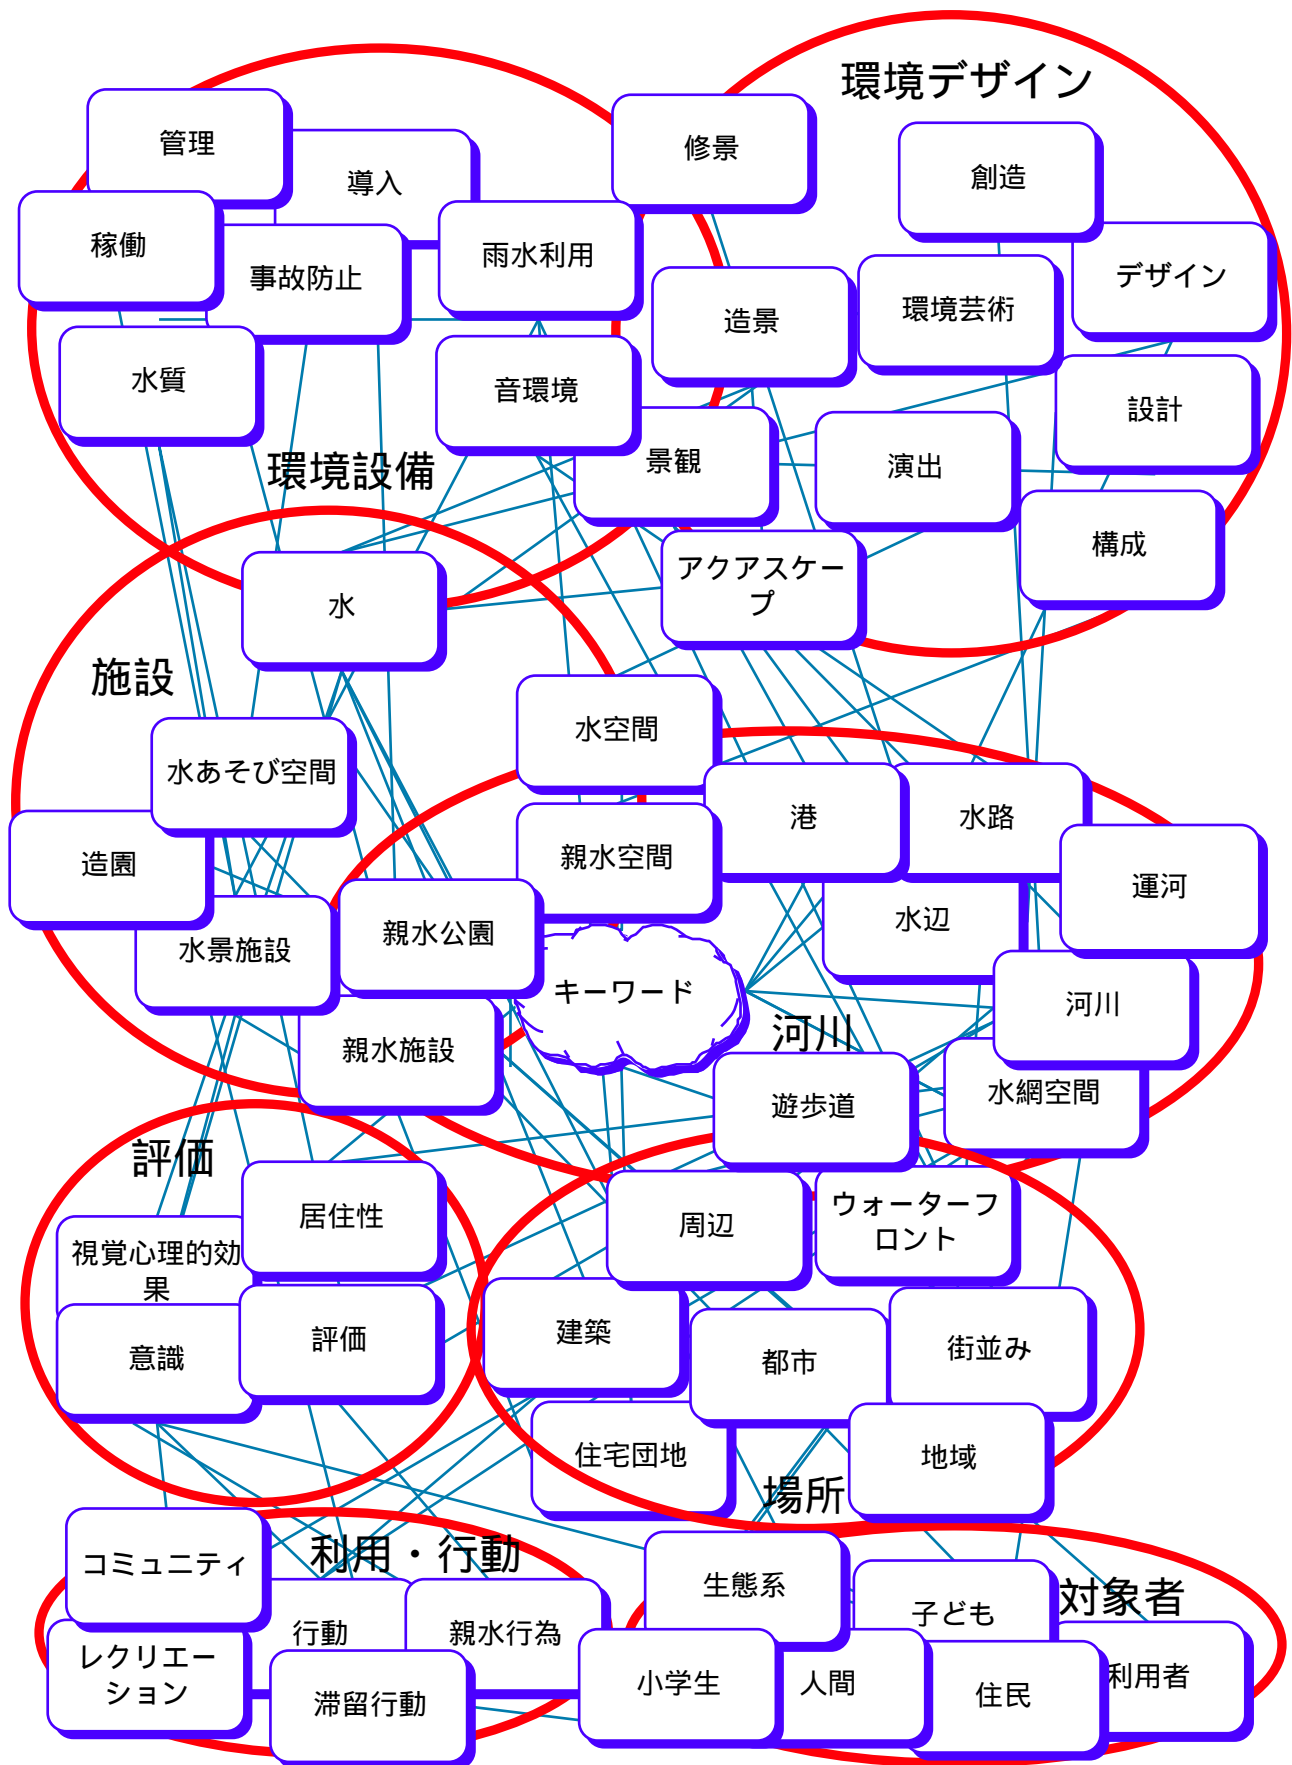 環境デザイン
管理
修景
創造
導入
稼働
雨水利用
事故防止
デザイン
環境芸術
造景
水質
音環境
設計
景観
演出
環境設備
構成
アクアスケー
プ
水
施設
水空間
水あそび空間
港
水路
親水空間
造園
運河
水辺
親水公園
水景施設
キーワード
河川
河川
親水施設
水網空間
遊歩道
評価
居住性
周辺
ウォーターフ
ロント
視覚心理的効
果
建築
評価
意識
都市
街並み
住宅団地
地域
場所
利用・行動
コミュニティ
生態系
対象者
子ども
行動
親水行為
レクリエー
ション
小学生
人間
利用者
住民
滞留行動